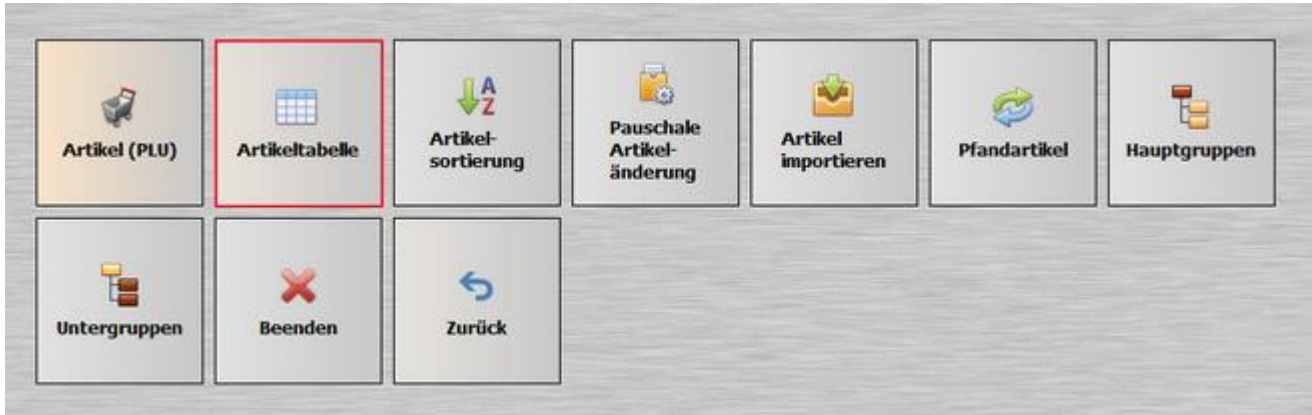 Artikel (PLU)
Artikeltabelle
A
Z
Artikel-
sortierung
Pauschale
Artikel-
änderung
Artikel
importieren
Pfandartikel
Hauptgruppen
Untergruppen
Beenden
Zurück